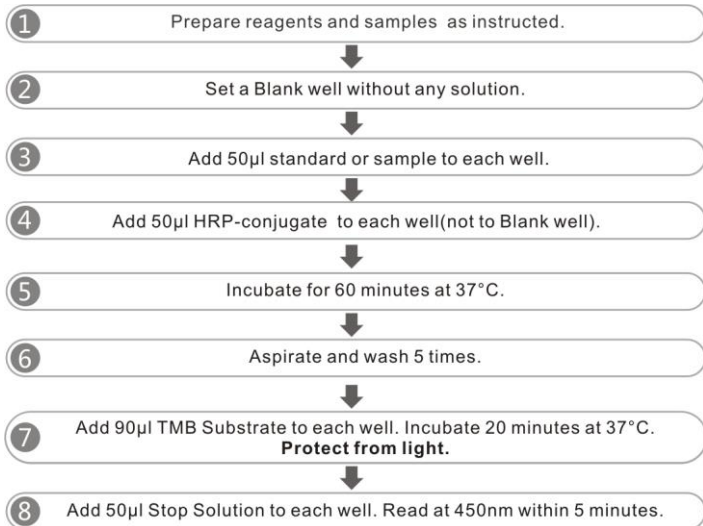 1 Prepare reagents and samples as instructed.
2 Set a Blank well without any solution.
3 Add 50μl standard or sample to each well.
4 Add 50μl HRP-conjugate to each well(not to Blank well).
5 Incubate for 60 minutes at 37°C.
6 Aspirate and wash 5 times.
7 Add 90μl TMB Substrate to each well. Incubate 20 minutes at 37°C.
Protect from light.
8 Add 50μl Stop Solution to each well. Read at 450nm within 5 minutes.